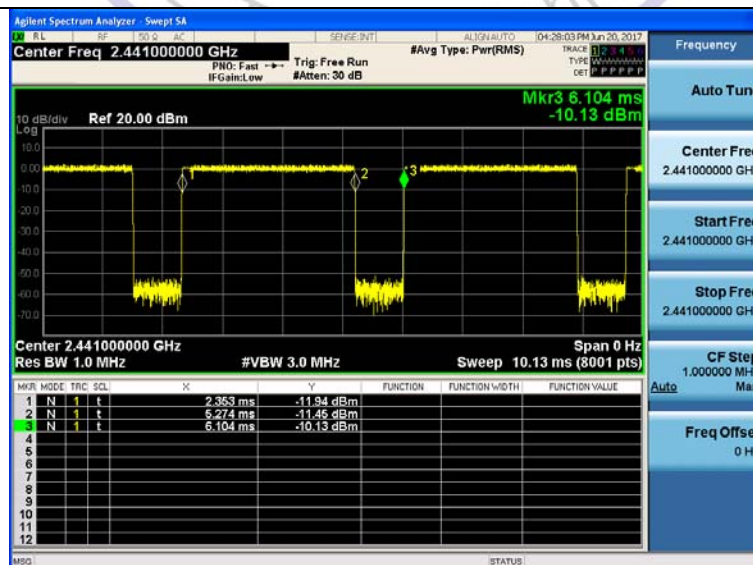 Agilent Spectrum Analyzer - Swept SA
LXI RL RF 50 Ω AC SENSE:INT ALIGNAUTO 04:28:03 PM Jun 20, 2017
Center Freq 2.441000000 GHz #Avg Type: Pwr(RMS) TRACE 1 2 3 4 5 6
PNO: Fast Trig: Free Run TYPE WWWWWW
IFGain:Low #Atten: 30 dB DET P P P P P P
Mkr3 6.104 ms
-10.13 dBm
10 dB/div Ref 20.00 dBm
Log
10.0
0.00
-10.0
-20.0
-30.0
-40.0
-50.0
-60.0
-70.0
1
2
3
Center 2.441000000 GHz Span 0 Hz
Res BW 1.0 MHz #VBW 3.0 MHz Sweep 10.13 ms (8001 pts)
MKR MODE TRC SCL X Y FUNCTION FUNCTION WIDTH FUNCTION VALUE
1 N 1 t 2.353 ms -11.94 dBm
2 N 1 t 5.274 ms -11.45 dBm
3 N 1 t 6.104 ms -10.13 dBm
4
5
6
7
8
9
10
11
12
MSG STATUS
Frequency
Auto Tun
Center Fre
2.441000000 GH
Start Fre
2.441000000 GH
Stop Fre
2.441000000 GH
CF Ste
1.000000 MH
Auto Ma
Freq Offse
0 H